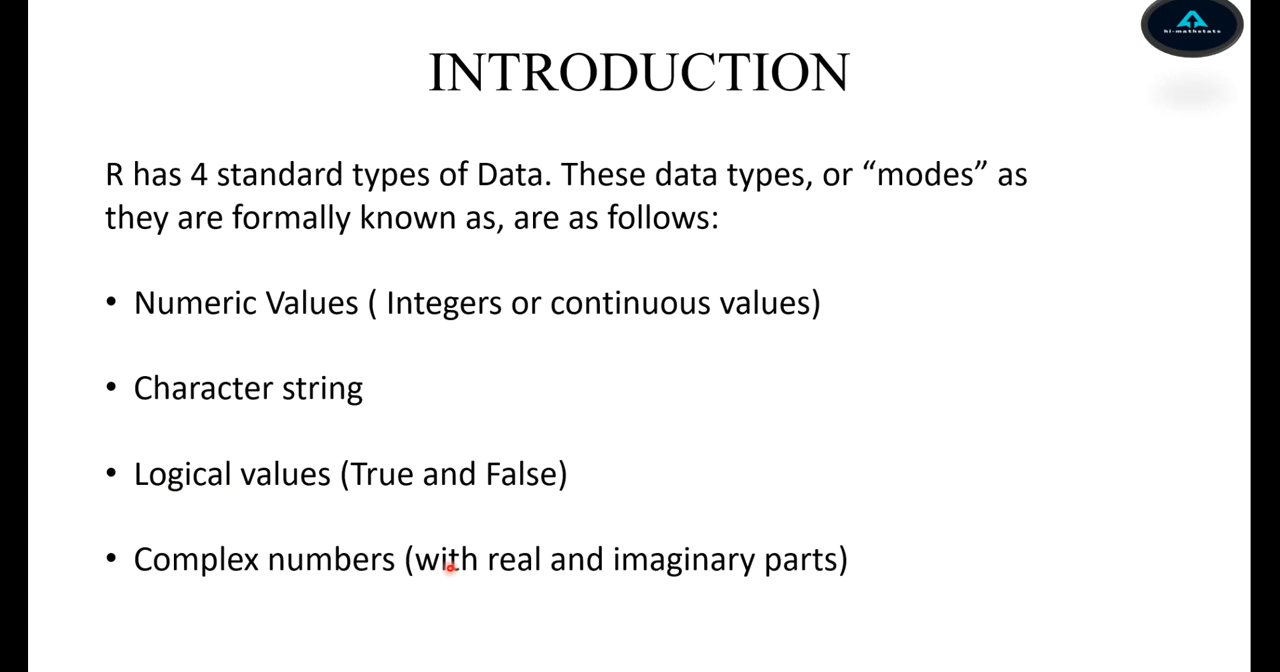 hi-mathstats
INTRODUCTION
R has 4 standard types of Data. These data types, or “modes” as
they are formally known as, are as follows:
• Numeric Values ( Integers or continuous values)
• Character string
• Logical values (True and False)
• Complex numbers (with real and imaginary parts)